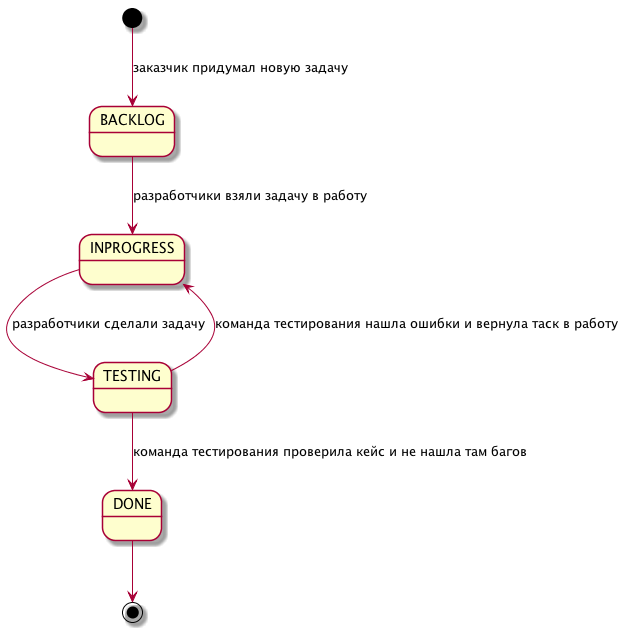 заказчик придумал новую задачу
BACKLOG
разработчики взяли задачу в работу
INPROGRESS
разработчики сделали задачу
команда тестирования нашла ошибки и вернула таск в работу
TESTING
команда тестирования проверила кейс и не нашла там багов
DONE